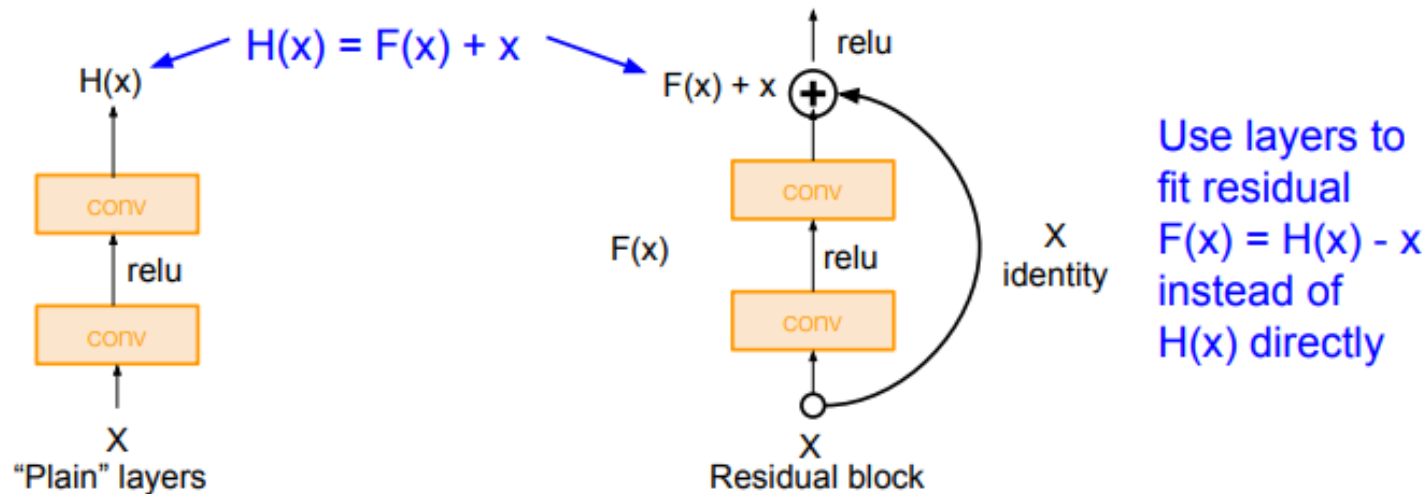 H(x) = F(x) + x
H(x)
conv
relu
conv
X
“Plain” layers
relu
F(x) + x
+
conv
F(x)
relu
conv
X
identity
X
Residual block
Use layers to
fit residual
F(x) = H(x) - x
instead of
H(x) directly